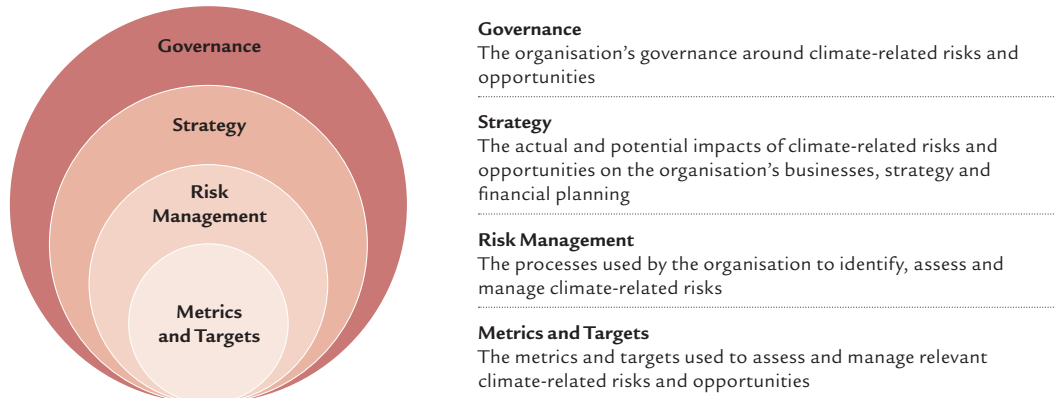 Governance
Strategy
Risk
Management
Metrics
and Targets
Governance
The organisation’s governance around climate-related risks and
opportunities
Strategy
The actual and potential impacts of climate-related risks and
opportunities on the organisation’s businesses, strategy and
financial planning
Risk Management
The processes used by the organisation to identify, assess and
manage climate-related risks
Metrics and Targets
The metrics and targets used to assess and manage relevant
climate-related risks and opportunities